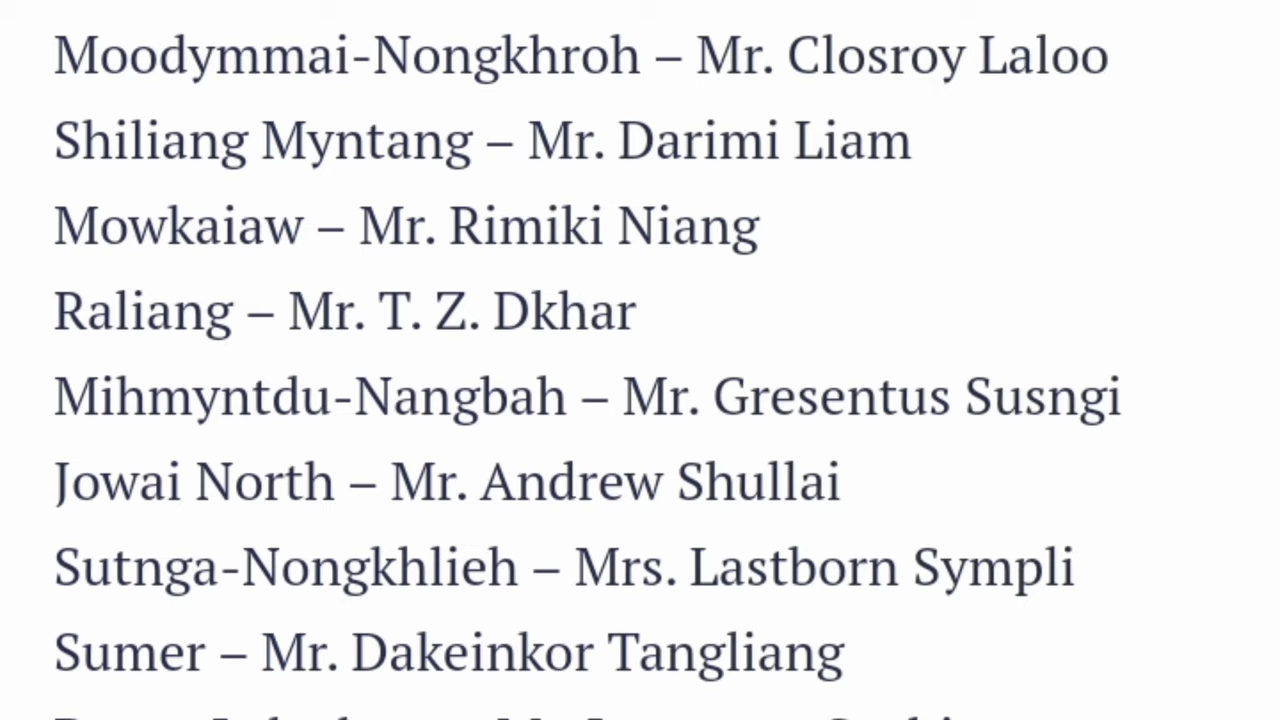 Moodymmai-Nongkhroh – Mr. Closroy Laloo
Shiliang Myntang – Mr. Darimi Liam
Mowkaiaw – Mr. Rimiki Niang
Raliang – Mr. T. Z. Dkhar
Mihmyntdu-Nangbah – Mr. Gresentus Susngi
Jowai North – Mr. Andrew Shullai
Sutnga-Nongkhlieh – Mrs. Lastborn Sympli
Sumer – Mr. Dakeinkor Tangliang